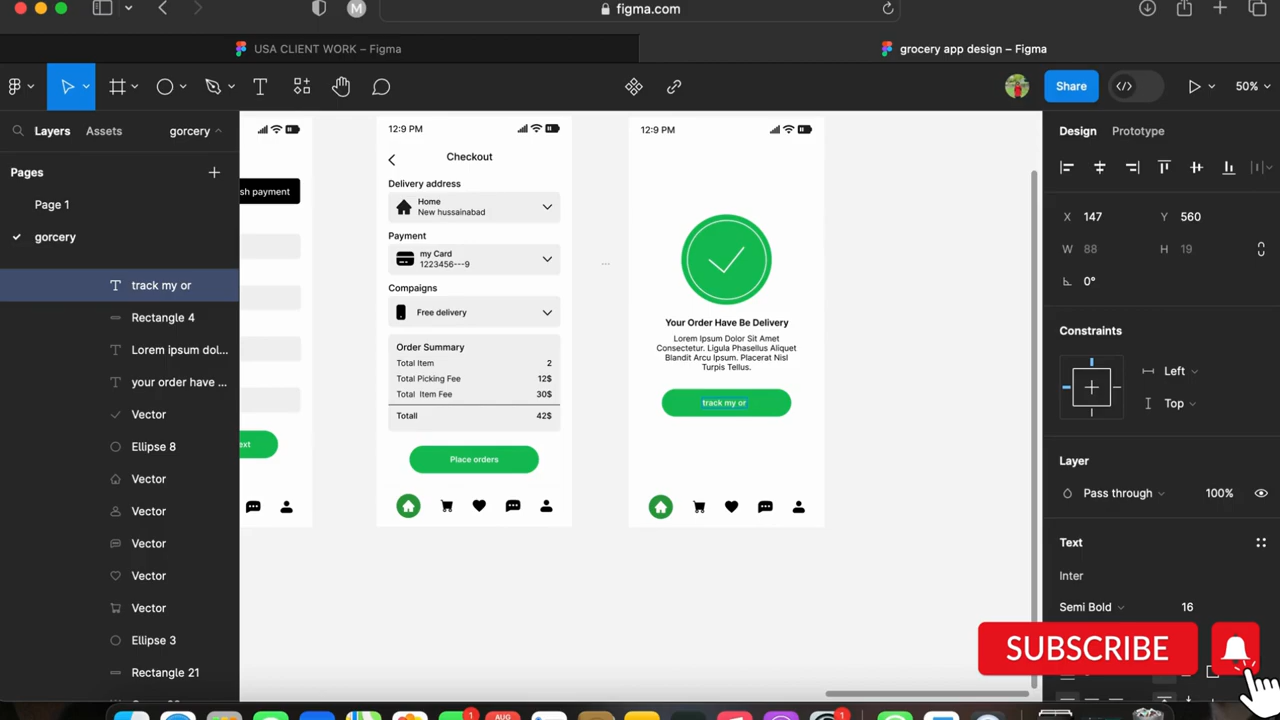 figma.com
M
USA CLIENT WORK – Figma
grocery app design – Figma
Share
50%
Layers
Assets
gorcery
Design
Prototype
Pages
Page 1
gorcery
track my or
Rectangle 4
Lorem ipsum dol...
your order have ...
Vector
Ellipse 8
Vector
Vector
Vector
Vector
Vector
Ellipse 3
Rectangle 21
sh payment
ext
12:9 PM
Checkout
Delivery address
Home
New hussainabad
Payment
my Card
1223456---9
Compaigns
Free delivery
Order Summary
Total Item 2
Total Picking Fee 12$
Total Item Fee 30$
Totall 42$
Place orders
12:9 PM
Your Order Have Be Delivery
Lorem Ipsum Dolor Sit Amet
Consectetur. Ligula Phasellus Aliquet
Blandit Arcu Ipsum. Placerat Nisl
Turpis Tellus.
track my or
X 147 Y 560
W 88 H 19
0°
Constraints
Left
Top
Layer
Pass through 100%
Text
Inter
Semi Bold 16
SUBSCRIBE
1
AUG
1